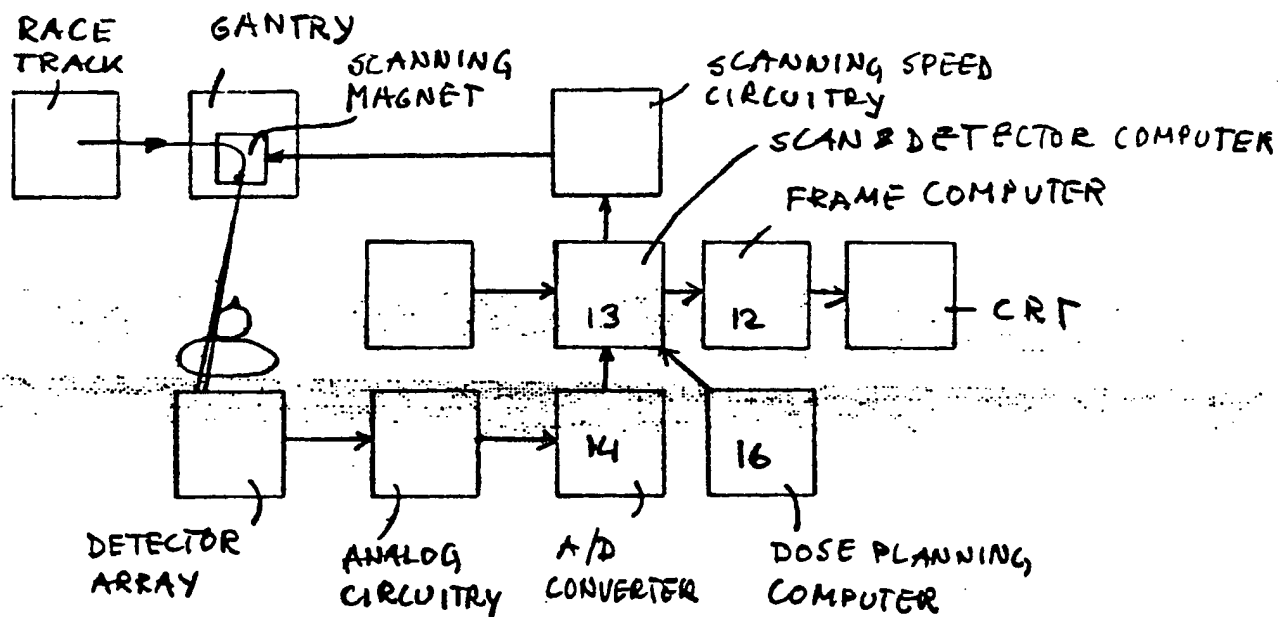 RACE
TRACK
GANTRY
SCANNING
MAGNET
SCANNING SPEED
CIRCUITRY
SCAN & DETECTOR COMPUTER
FRAME COMPUTER
13
12
CRT
14
16
DETECTOR
ARRAY
ANALOG
CIRCUITRY
A/D
CONVERTER
DOSE PLANNING
COMPUTER